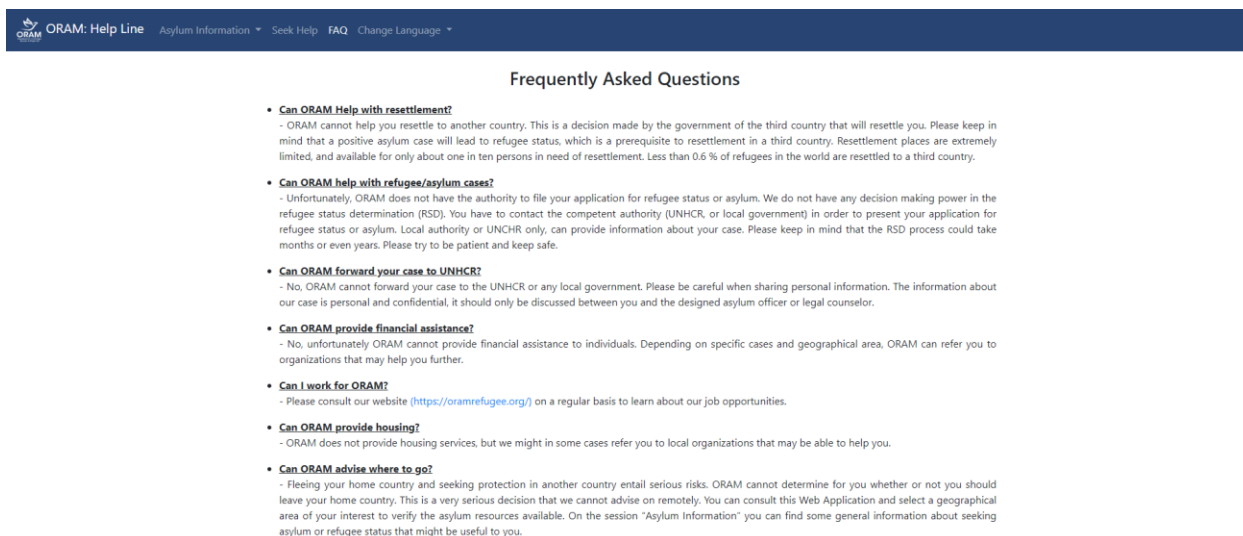 ORAM ORAM: Help Line Asylum Information Seek Help FAQ Change Language
Frequently Asked Questions
• Can ORAM Help with resettlement?
- ORAM cannot help you resettle to another country. This is a decision made by the government of the third country that will resettle you. Please keep in
mind that a positive asylum case will lead to refugee status, which is a prerequisite to resettlement in a third country. Resettlement places are extremely
limited, and available for only about one in ten persons in need of resettlement. Less than 0.6 % of refugees in the world are resettled to a third country.
• Can ORAM help with refugee/asylum cases?
- Unfortunately, ORAM does not have the authority to file your application for refugee status or asylum. We do not have any decision making power in the
refugee status determination (RSD). You have to contact the competent authority (UNHCR, or local government) in order to present your application for
refugee status or asylum. Local authority or UNCHR only, can provide information about your case. Please keep in mind that the RSD process could take
months or even years. Please try to be patient and keep safe.
• Can ORAM forward your case to UNHCR?
- No, ORAM cannot forward your case to the UNHCR or any local government. Please be careful when sharing personal information. The information about
our case is personal and confidential, it should only be discussed between you and the designed asylum officer or legal counselor.
• Can ORAM provide financial assistance?
- No, unfortunately ORAM cannot provide financial assistance to individuals. Depending on specific cases and geographical area, ORAM can refer you to
organizations that may help you further.
• Can I work for ORAM?
- Please consult our website (https://oramrefugee.org/) on a regular basis to learn about our job opportunities.
• Can ORAM provide housing?
- ORAM does not provide housing services, but we might in some cases refer you to local organizations that may be able to help you.
• Can ORAM advise where to go?
- Fleeing your home country and seeking protection in another country entail serious risks. ORAM cannot determine for you whether or not you should
leave your home country. This is a very serious decision that we cannot advise on remotely. You can consult this Web Application and select a geographical
area of your interest to verify the asylum resources available. On the session "Asylum Information" you can find some general information about seeking
asylum or refugee status that might be useful to you.